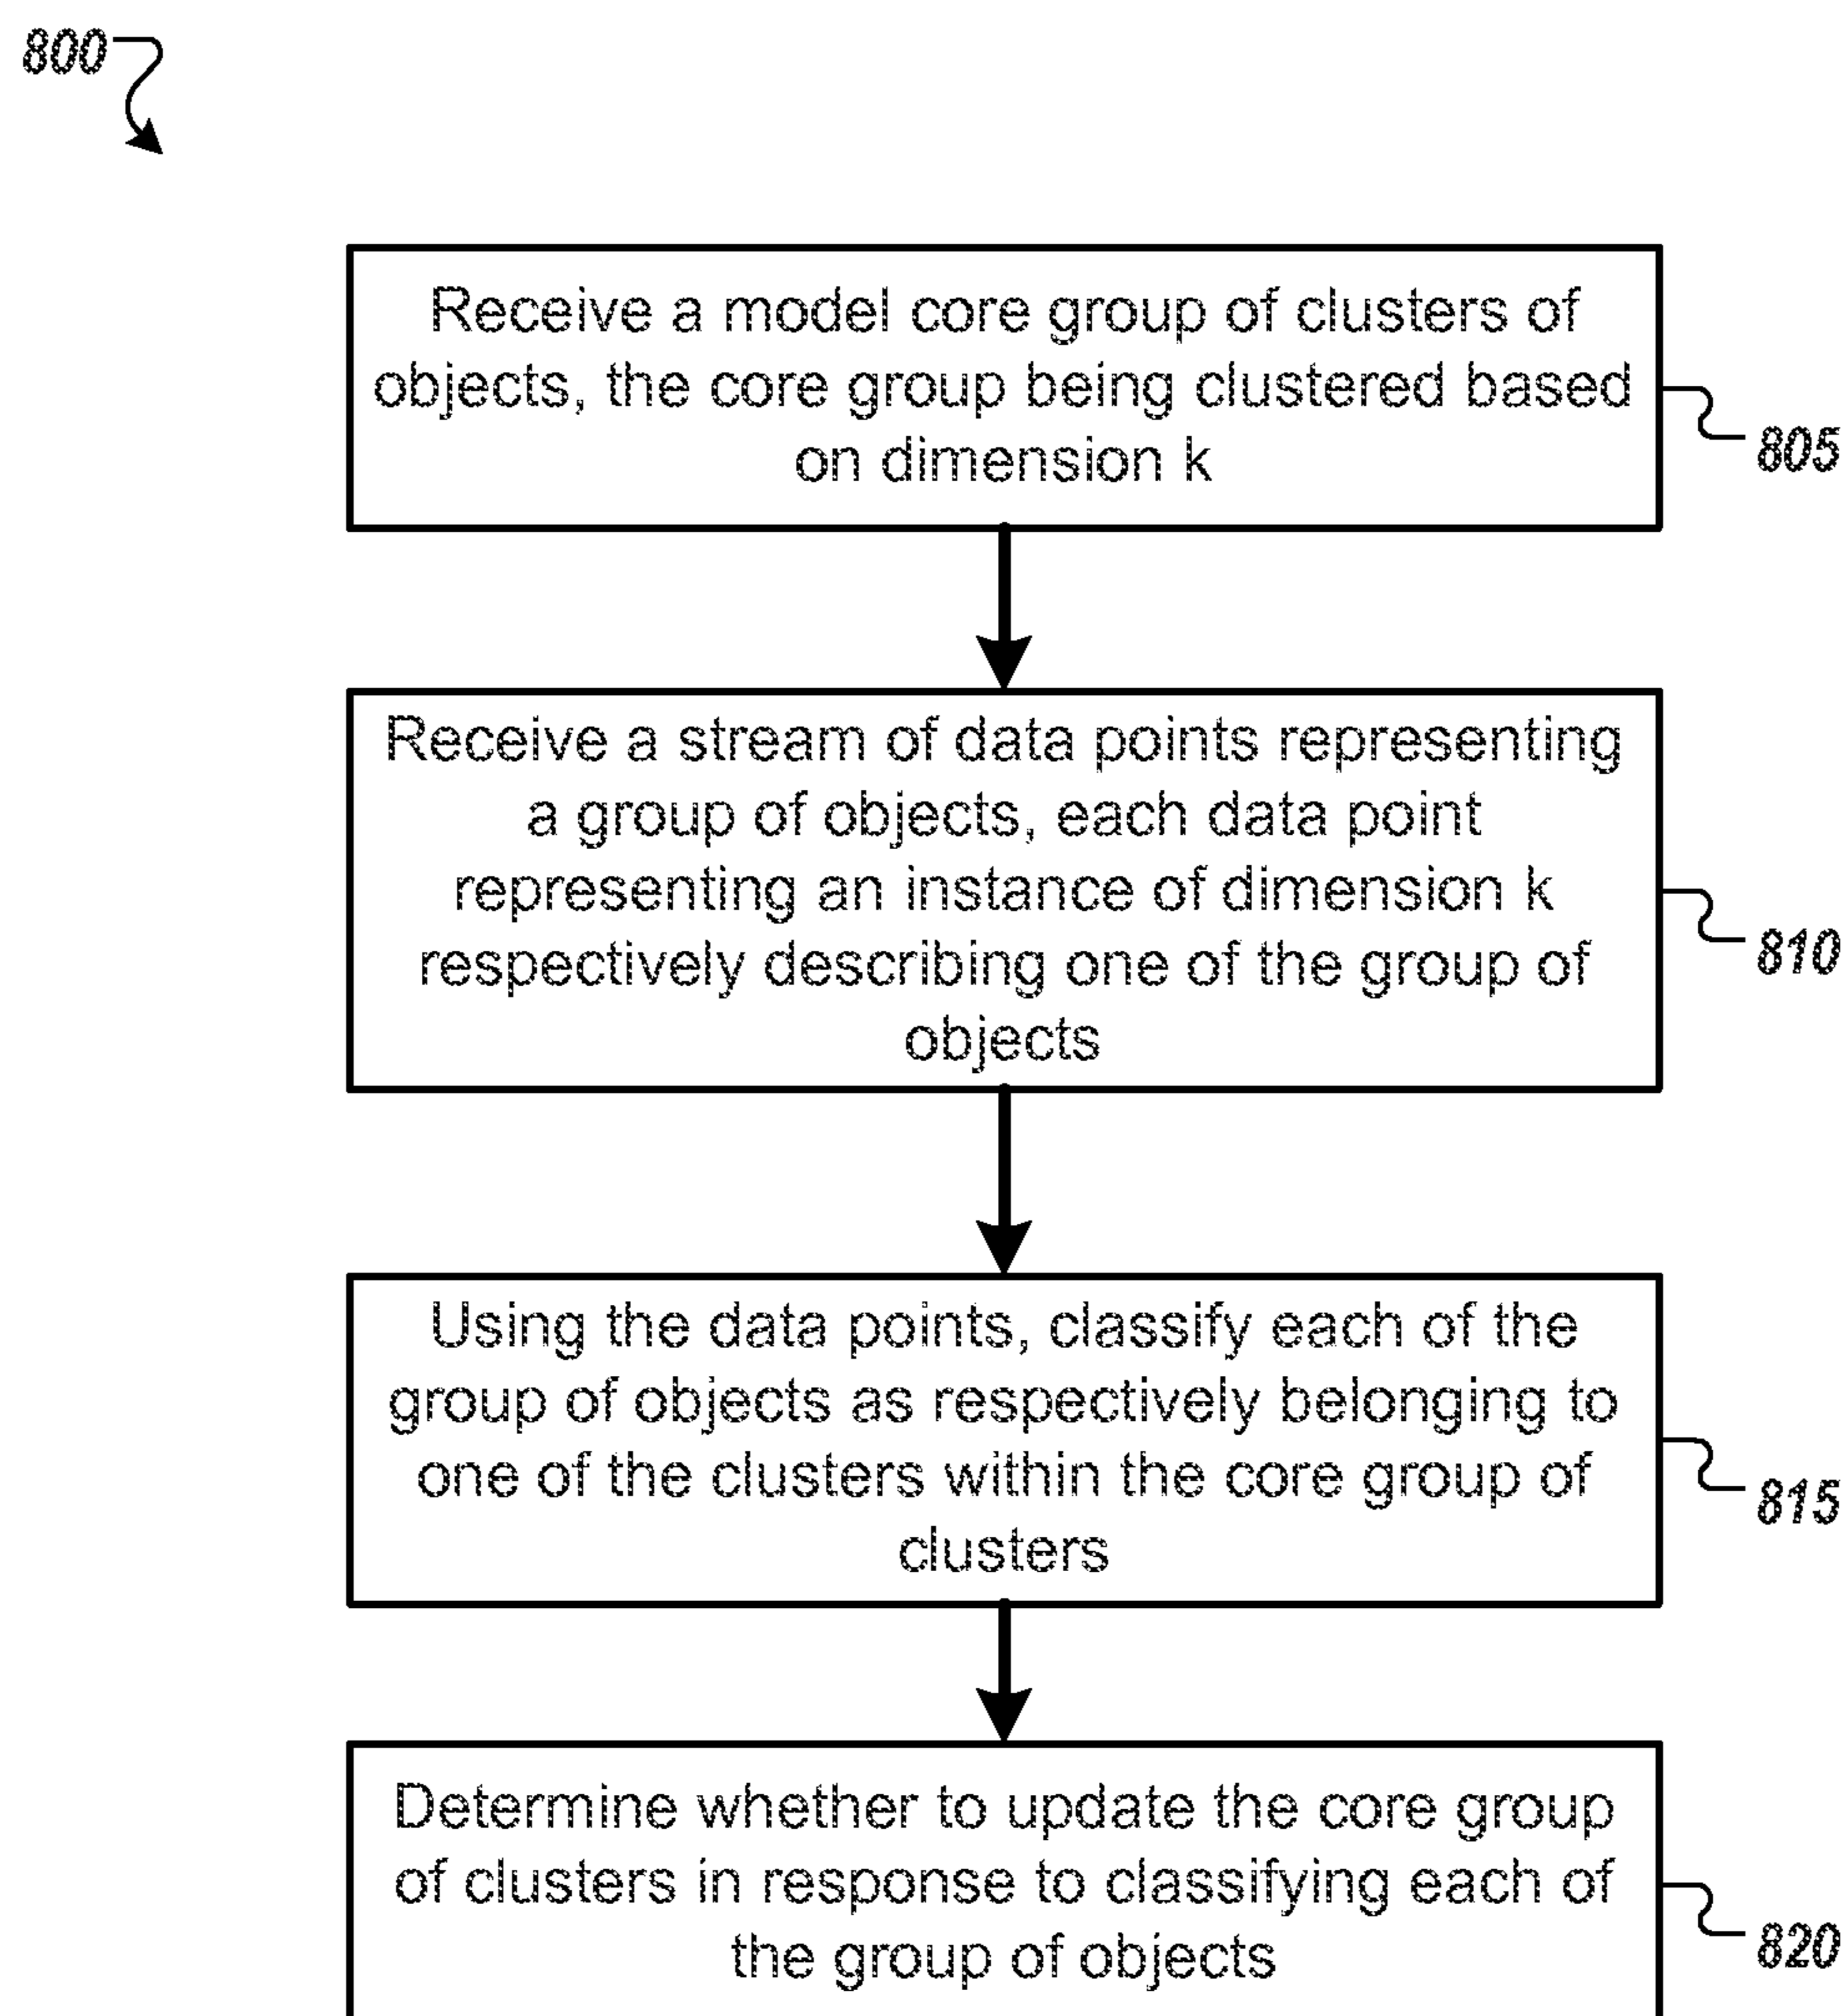 800
Receive a model core group of clusters of
objects, the core group being clustered based
on dimension k
805
Receive a stream of data points representing
a group of objects, each data point
representing an instance of dimension k
respectively describing one of the group of
objects
810
Using the data points, classify each of the
group of objects as respectively belonging to
one of the clusters within the core group of
clusters
815
Determine whether to update the core group
of clusters in response to classifying each of
the group of objects
820